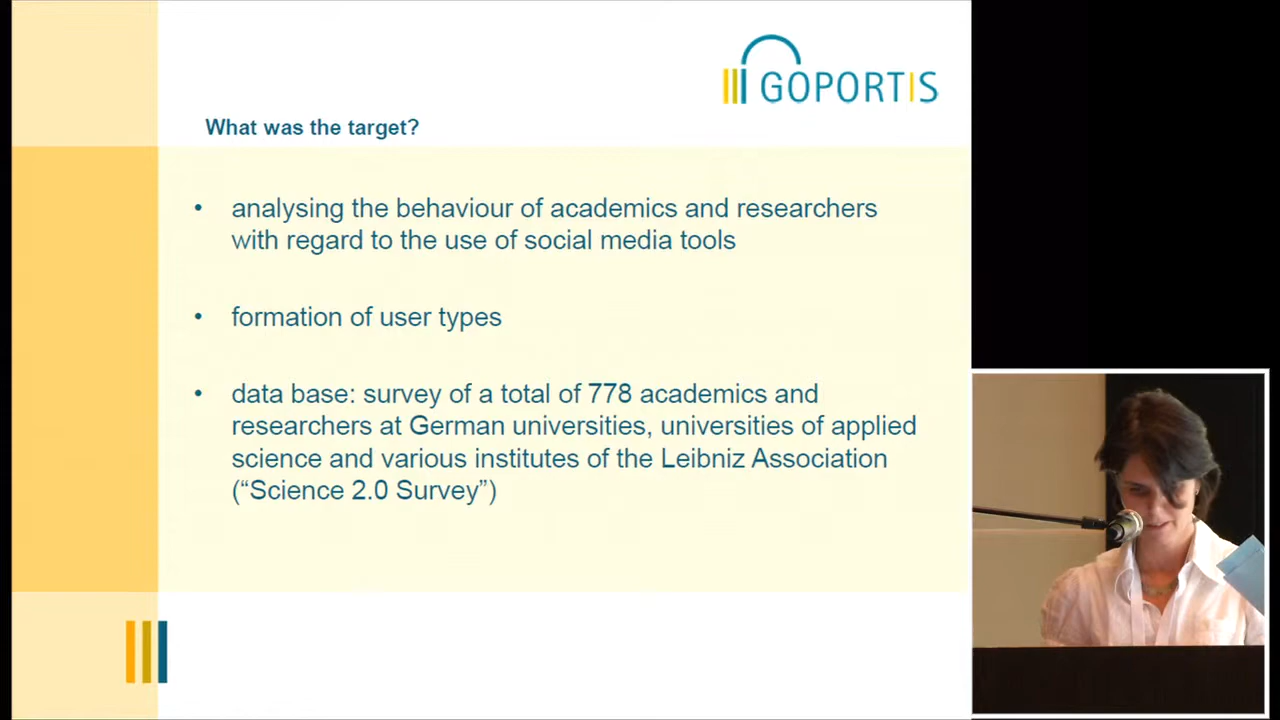 GOPORTIS
What was the target?
• analysing the behaviour of academics and researchers
with regard to the use of social media tools
• formation of user types
• data base: survey of a total of 778 academics and
researchers at German universities, universities of applied
science and various institutes of the Leibniz Association
(“Science 2.0 Survey”)